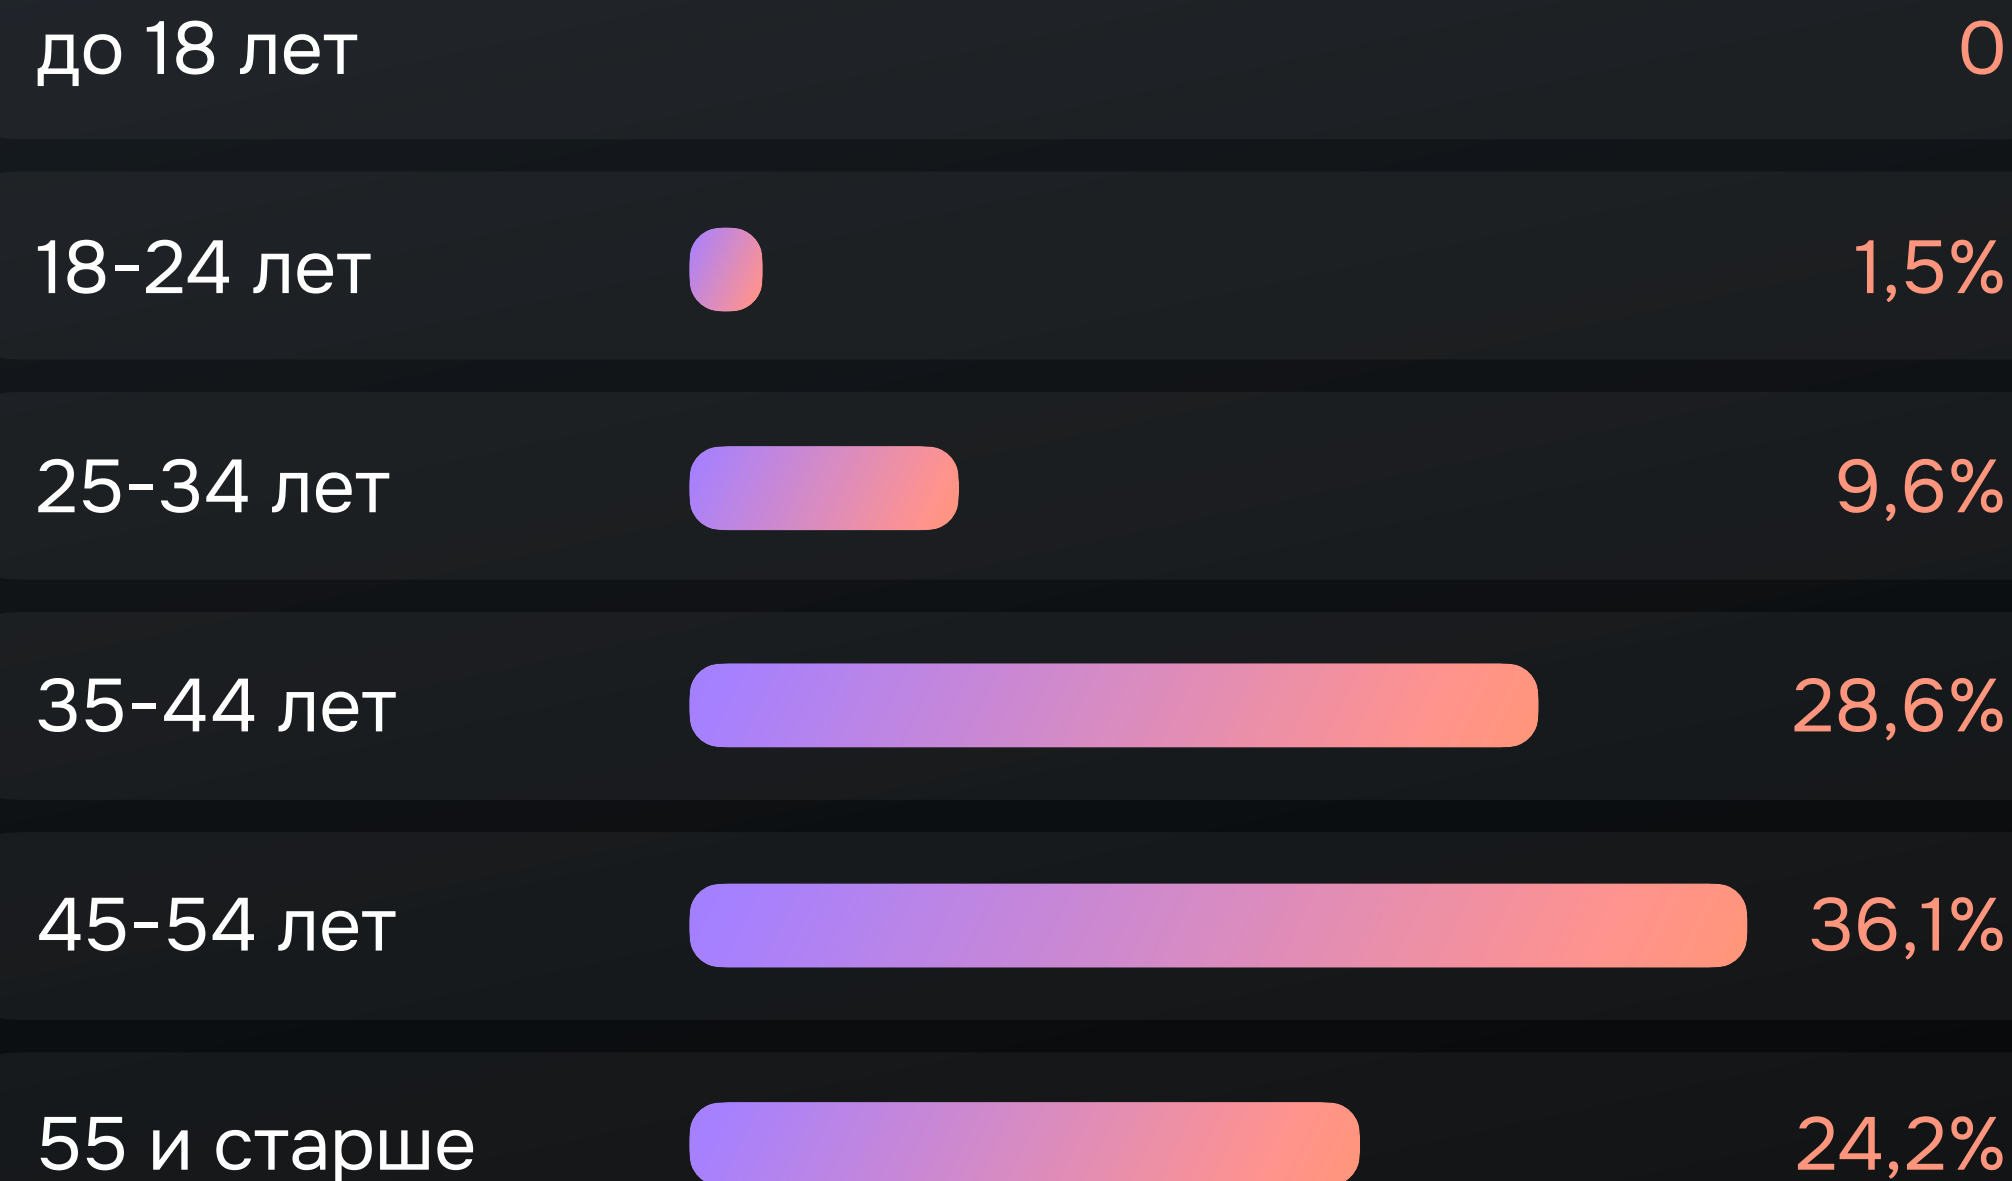 до 18 лет 0
18-24 лет 1,5%
25-34 лет 9,6%
35-44 лет 28,6%
45-54 лет 36,1%
55 и старше 24,2%